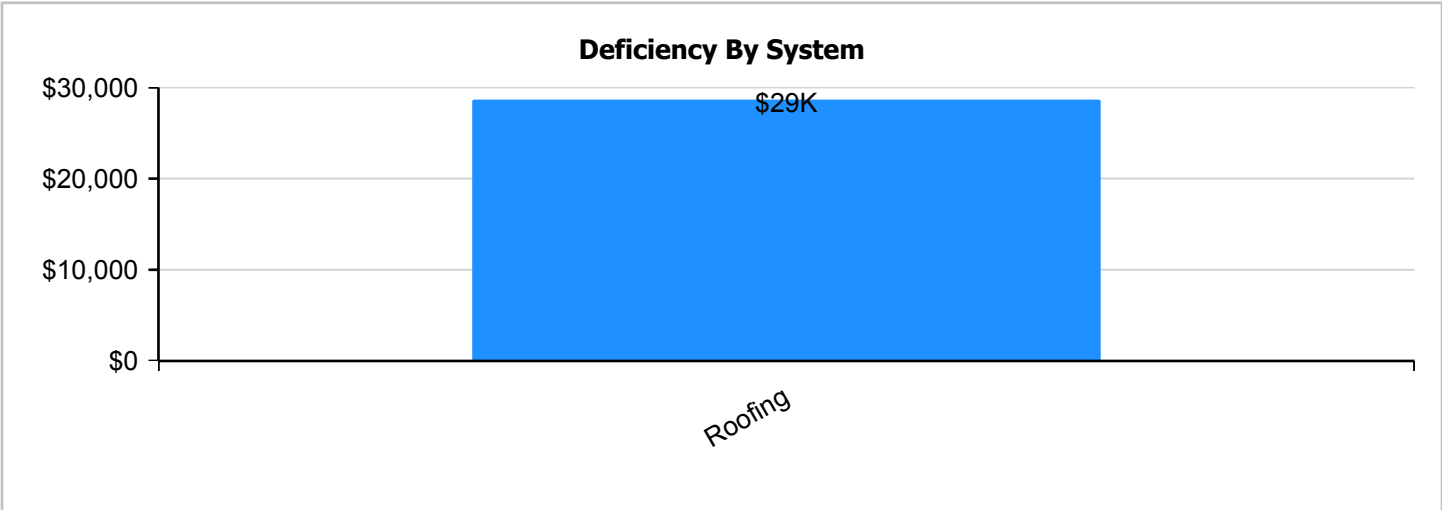 Deficiency By System
$30,000
$29K
$20,000
$10,000
$0
Roofing